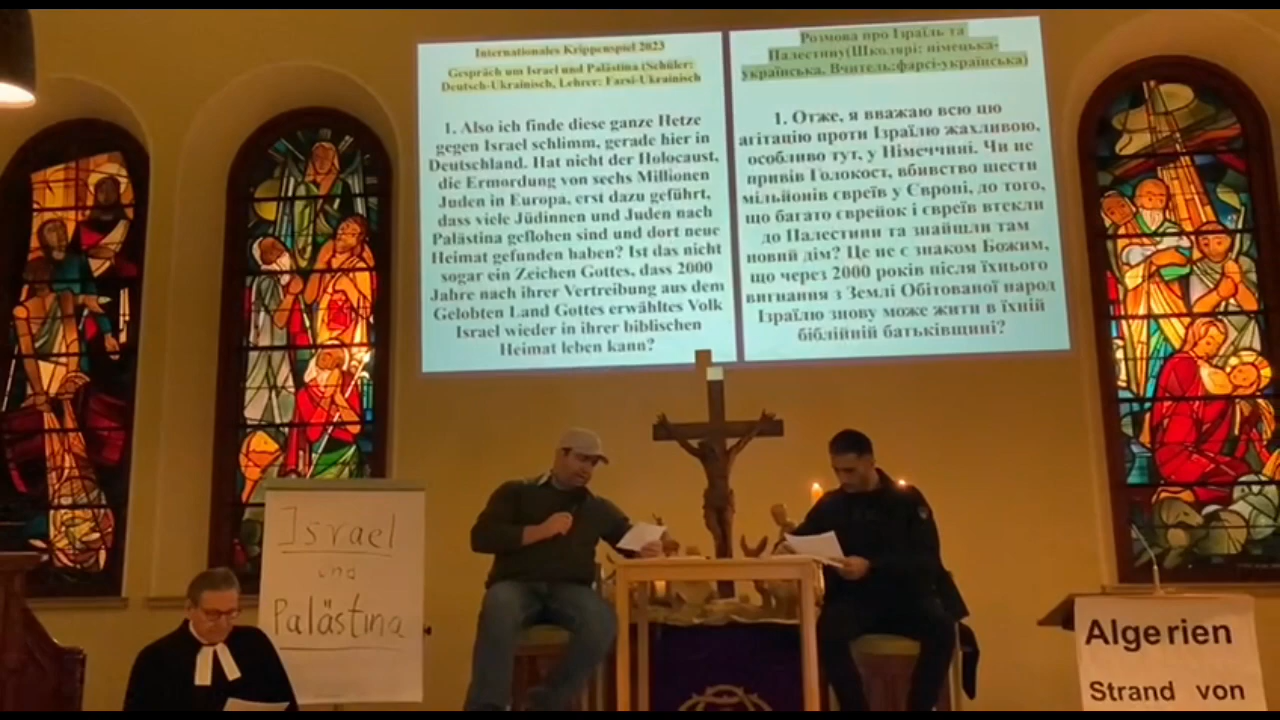 Internationales Krippenspiel 2023
Gespräch um Israel und Palästina (Schüler:
Deutsch-Ukrainisch, Lehrer: Farsi-Ukrainisch
1. Also ich finde diese ganze Hetze
gegen Israel schlimm, gerade hier in
Deutschland. Hat nicht der Holocaust,
die Ermordung von sechs Millionen
Juden in Europa, erst dazu geführt,
dass viele Jüdinnen und Juden nach
Palästina geflohen sind und dort neue
Heimat gefunden haben? Ist das nicht
sogar ein Zeichen Gottes, dass 2000
Jahre nach ihrer Vertreibung aus dem
Gelobten Land Gottes erwähltes Volk
Israel wieder in ihrer biblischen
Heimat leben kann?
Розмова про Ізраїль та
Палестину(Школярі: німецька-
українська, Вчитель:фарсі-українська)
1. Отже, я вважаю всю цю
агітацію проти Ізраїлю жахливою,
особливо тут, у Німеччині. Чи не
привів Голокост, вбивство шести
мільйонів євреїв у Європі, до того,
що багато єврейок і євреїв втекли
до Палестини та знайшли там
новий дім? Це не є знаком Божим,
що через 2000 років після їхнього
вигнання з Землі Обітованої народ
Ізраїлю знову може жити в їхній
біблійній батьківщині?
Israel
und
Palästina
Algerien
Strand von